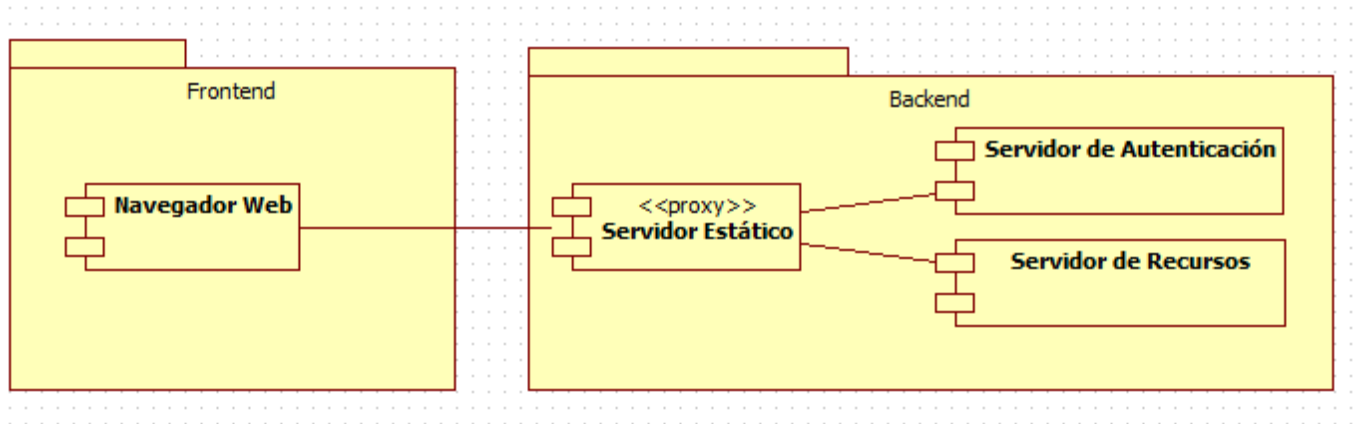 Frontend
Navegador Web
Backend
<<proxy>>
Servidor Estático
Servidor de Autenticación
Servidor de Recursos